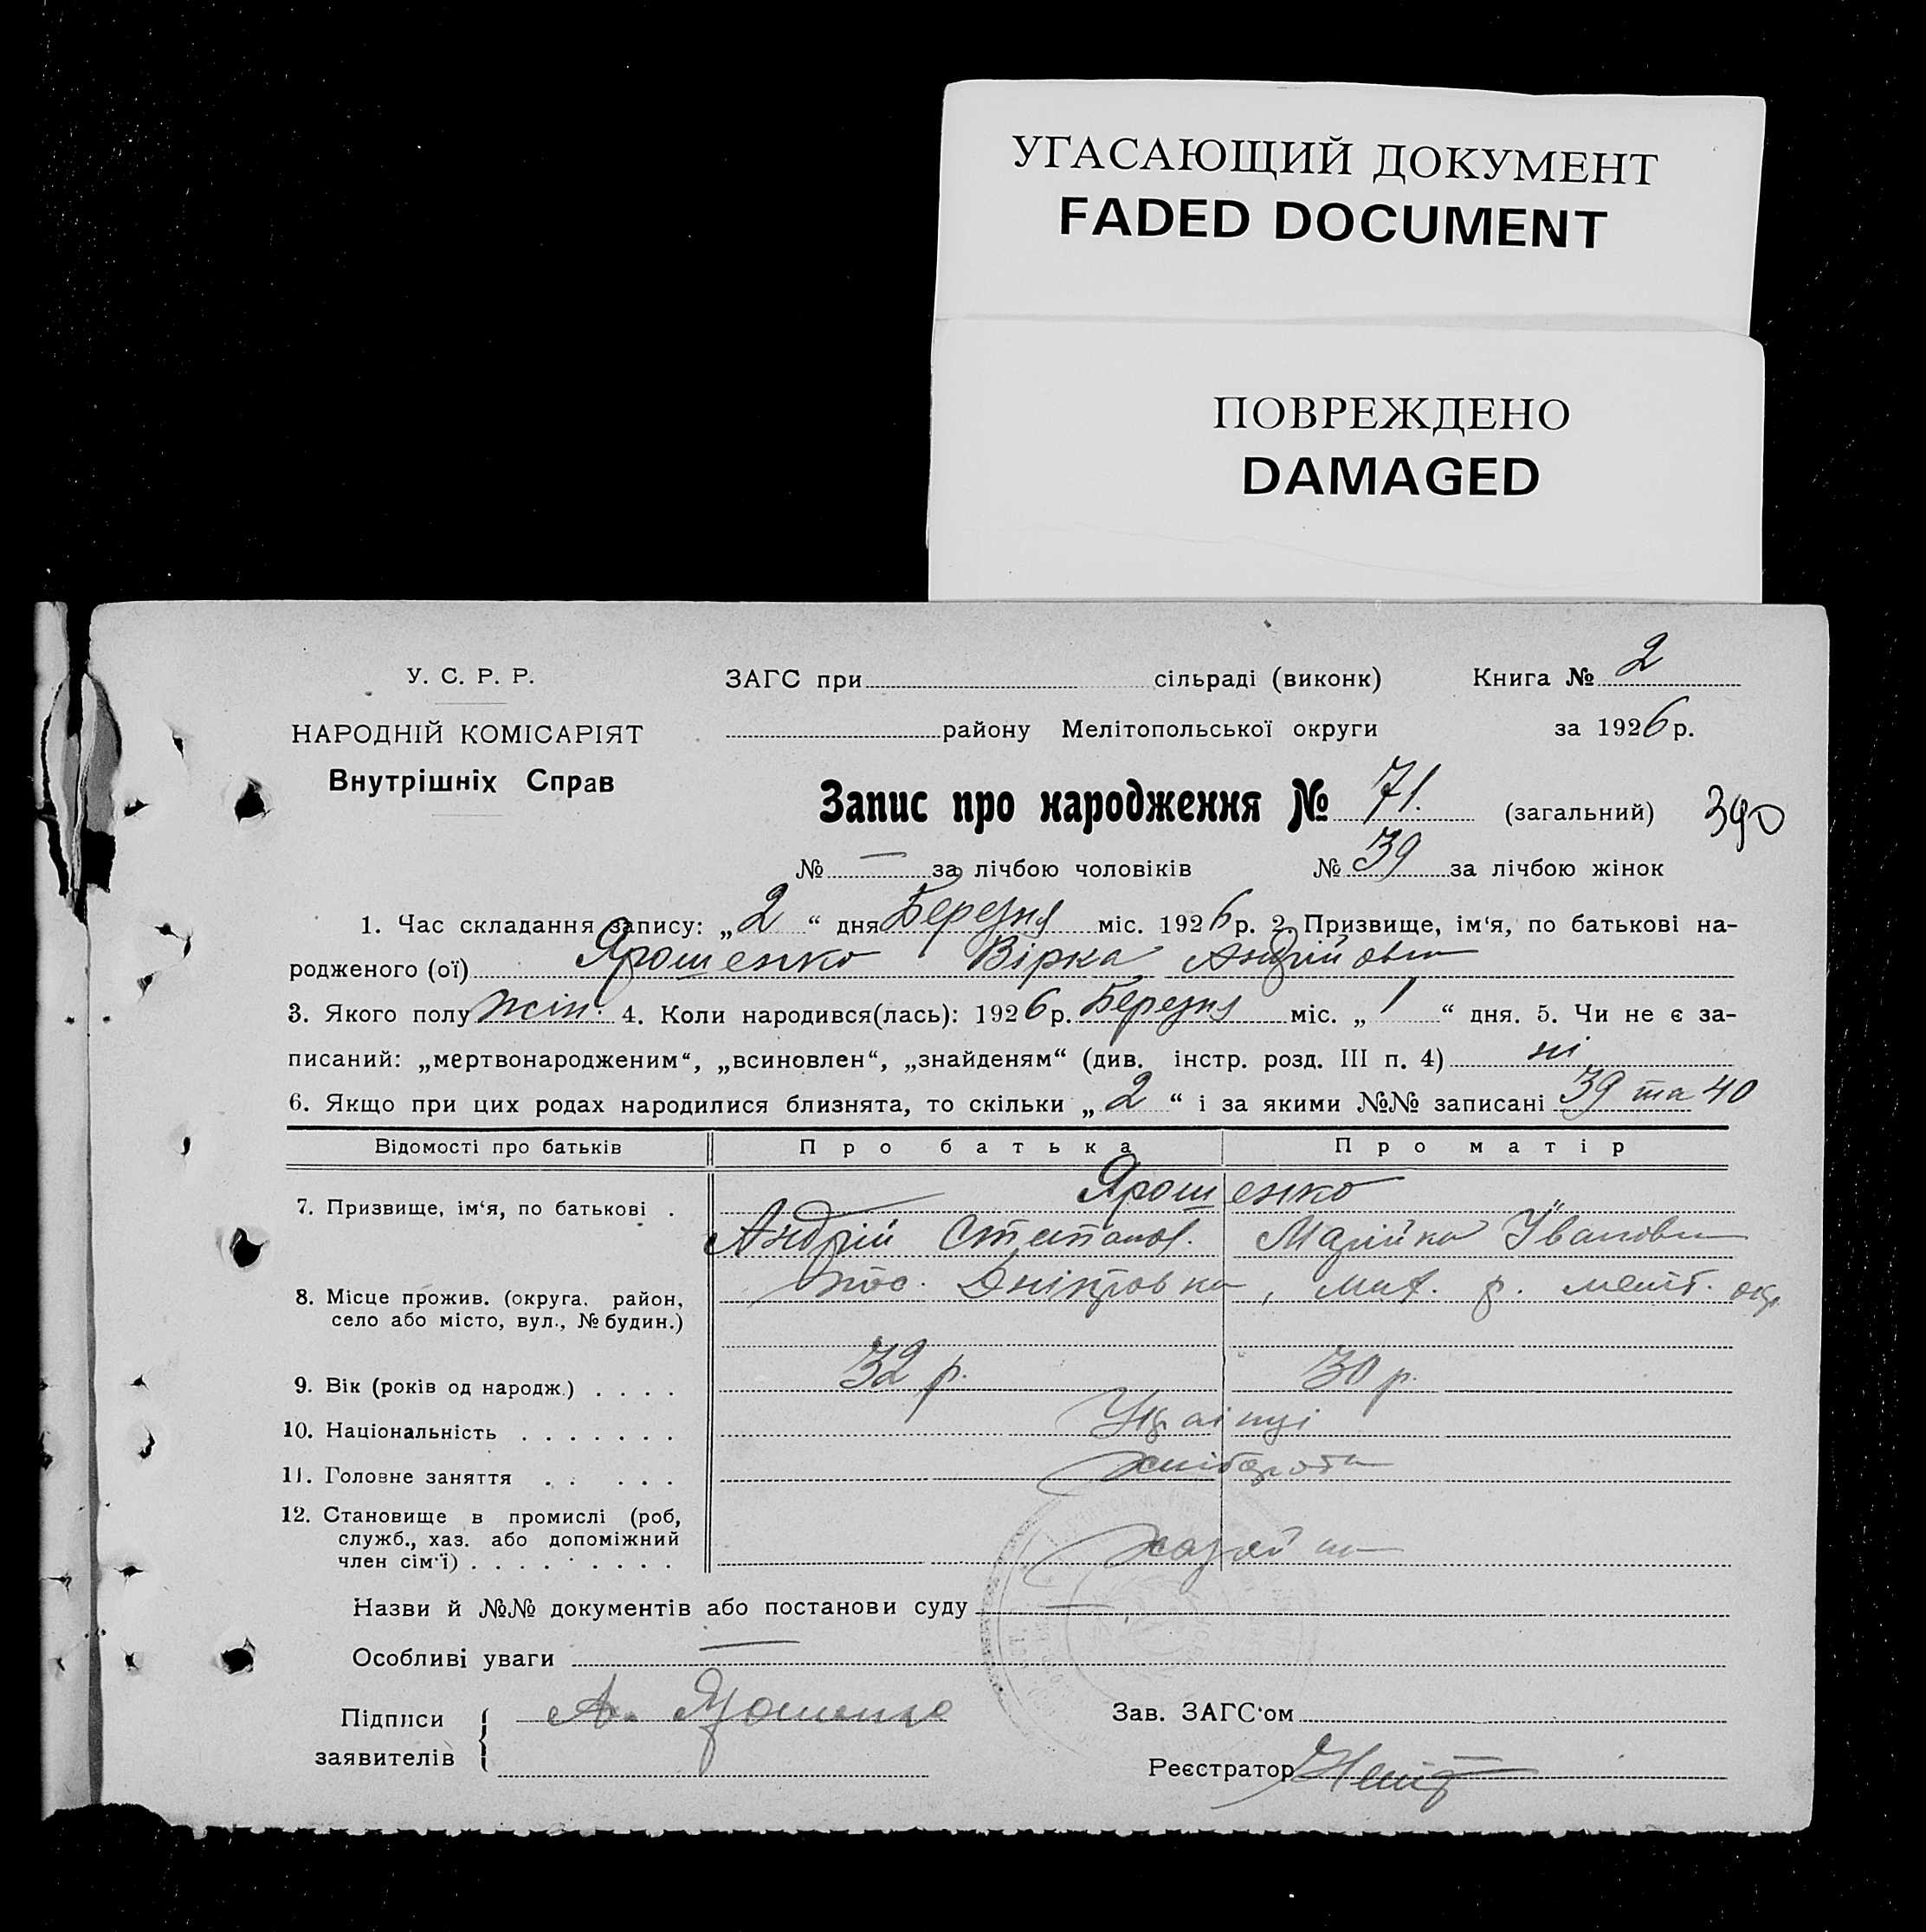 УГАСАЮЩИЙ ДОКУМЕНТ
FADED DOCUMENT
ПОВРЕЖДЕНО
DAMAGED
У. С. Р. Р.
НАРОДНІЙ КОМІСАРІЯТ
Внутрішніх Справ
ЗАГС при сільраді (виконк) Книга № 2
району Мелітопольської округи за 1926 р.
Запис про народження № 71. (загальний) 390
№ — за лічбою чоловіків № 39 за лічбою жінок
1. Час складання запису: „2“ дня Березня міс. 1926 р. 2. Призвище, ім‘я, по батькові на-
родженого (ої) Ярошенко Вірка Андрійовн
3. Якого полу жін. 4. Коли народився(лась): 1926 р. Березня міс. „1“ дня. 5. Чи не є за-
писаний: „мертвонародженим“, „всиновлен“, „знайденям“ (див. інстр. розд. III п. 4) ні
6. Якщо при цих родах народилися близнята, то скільки „2“ і за якими №№ записані 39 та 40
Відомості про батьків Про батька Про матір
7. Призвище, ім‘я, по батькові . Ярошенко
Андрій Степанов. Марійка Івановн
8. Місце прожив. (округа, район, село або місто, вул., № будин.) Дніпровка, р. меліт. окр
9. Вік (років од народж.) . . . . 32 р. 30 р.
10. Національність . . . . . . . Українці
11. Головне заняття . . . . . хлібороби
12. Становище в промислі (роб,
служб., хаз. або допоміжний
член сім‘ї) . . . . . . . . .
Назви й №№ документів або постанови суду —
Особливі уваги —
Підписи заявителів А. Ярошенко
Зав. ЗАГС‘ом
Реєстратор